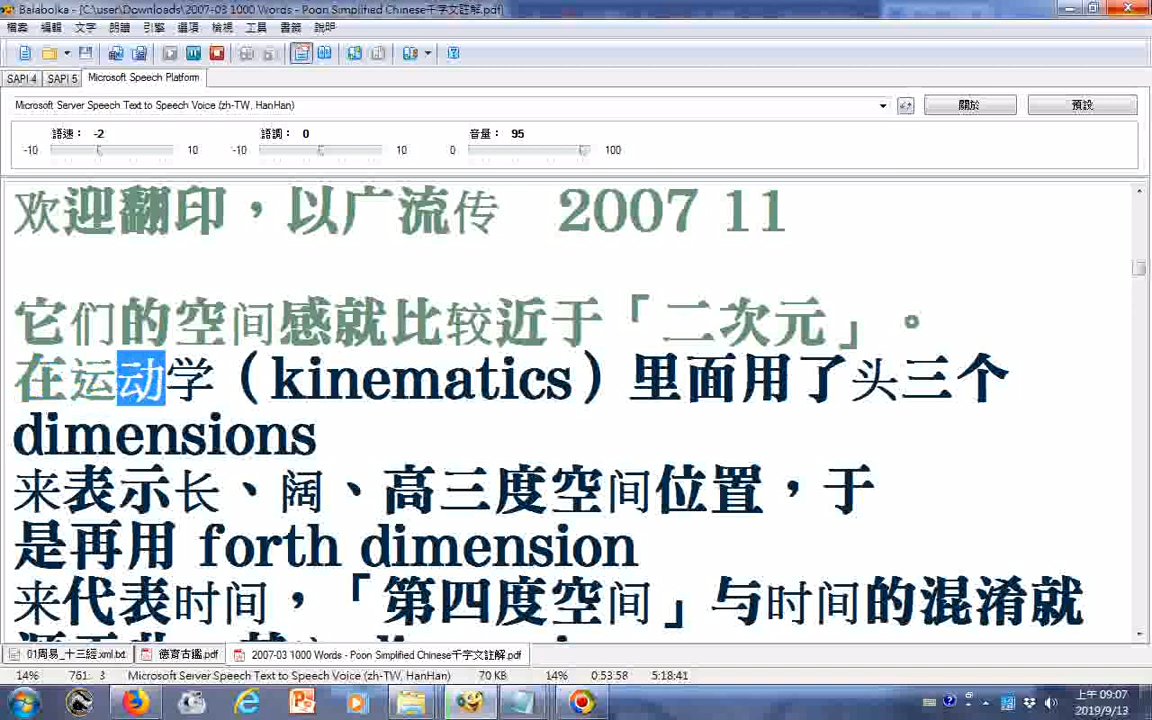 Balabolka - [C:\user\Downloads\2007-03 1000 Words - Poon Simplified Chinese千字文註解.pdf]
檔案 編輯 文字 朗讀 引擎 選項 檢視 工具 書籤 說明
SAPI 4 SAPI 5 Microsoft Speech Platform
Microsoft Server Speech Text to Speech Voice (zh-TW, HanHan) 關於 預設
語速： -2 語調： 0 音量： 95
-10 10 -10 10 0 100
欢迎翻印，以广流传 2007 11
它们的空间感就比较近于「二次元」。
在运动学（kinematics）里面用了头三个
dimensions
来表示长、阔、高三度空间位置，于
是再用 forth dimension
来代表时间，「第四度空间」与时间的混淆就
01周易_十三經.xml.txt 德育古鑑.pdf 2007-03 1000 Words - Poon Simplified Chinese千字文註解.pdf
14% 761: 3 Microsoft Server Speech Text to Speech Voice (zh-TW, HanHan) 70 KB 14% 0:53:58 5:18:41
上午 09:07
2019/9/13